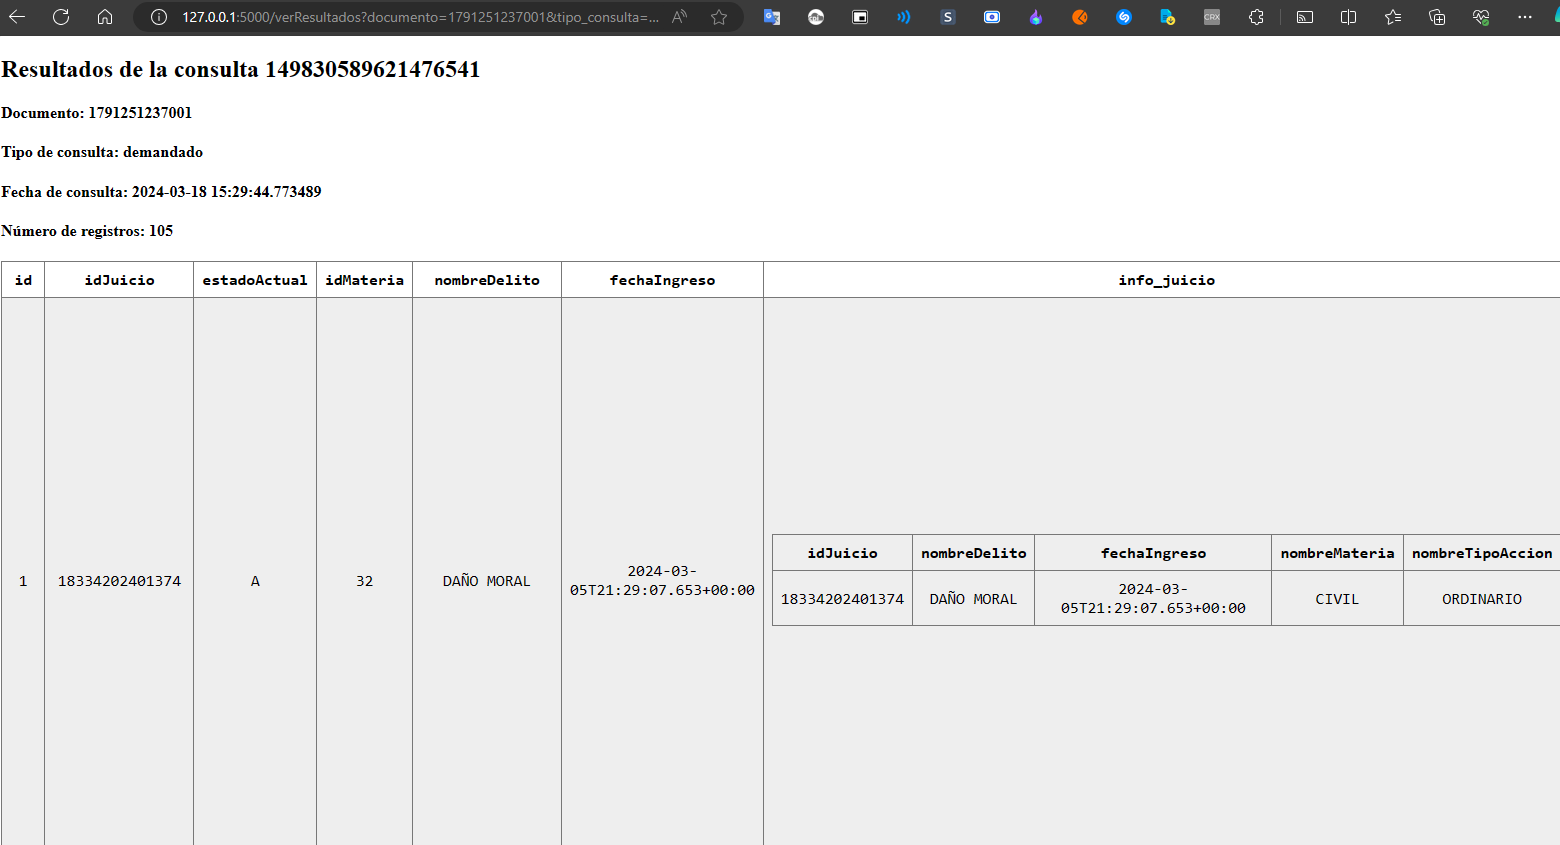 127.0.0.1:5000/verResultados?documento=1791251237001&tipo_consulta=...
Resultados de la consulta 149830589621476541
Documento: 1791251237001
Tipo de consulta: demandado
Fecha de consulta: 2024-03-18 15:29:44.773489
Número de registros: 105
id idJuicio estadoActual idMateria nombreDelito fechaIngreso info_juicio
idJuicio nombreDelito fechaIngreso nombreMateria nombreTipoAccion
1 18334202401374 A 32 DAÑO MORAL 2024-03-
05T21:29:07.653+00:00
18334202401374 DAÑO MORAL 2024-03-
05T21:29:07.653+00:00 CIVIL ORDINARIO